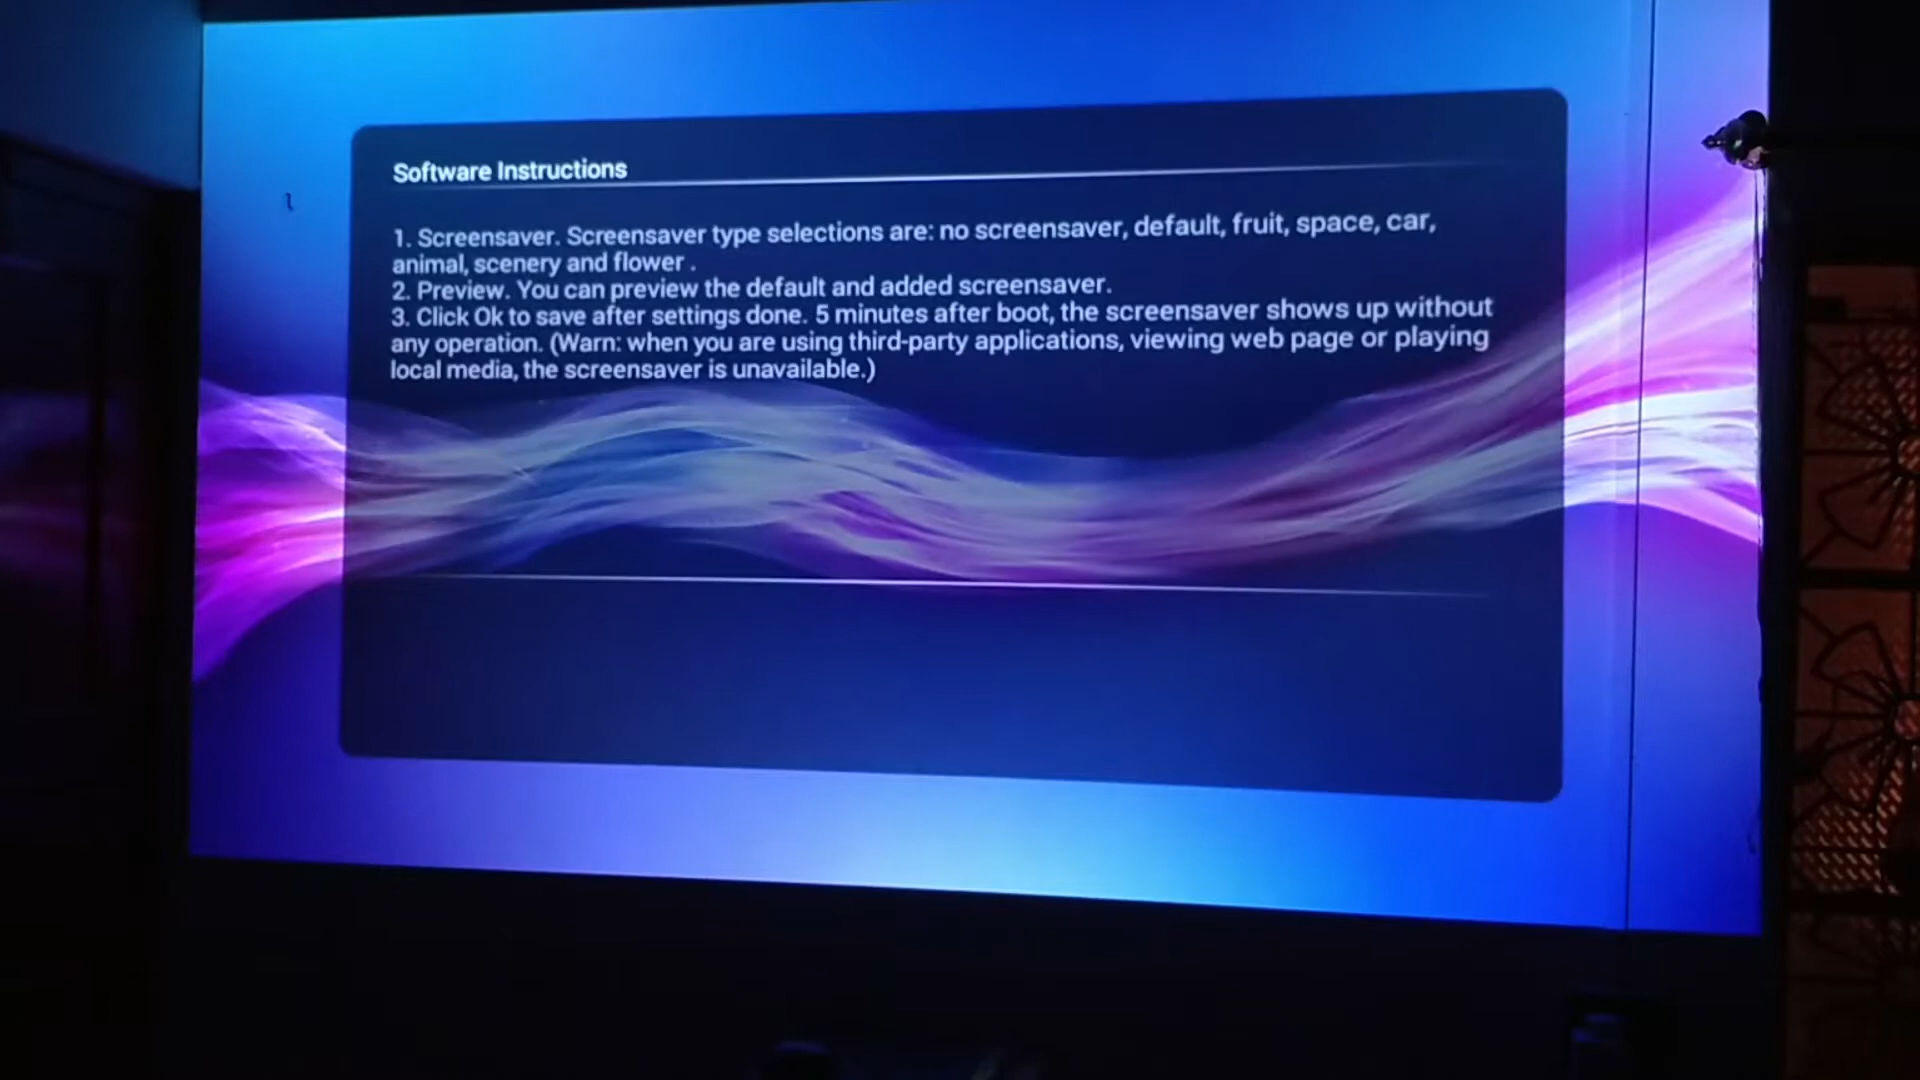 Software Instructions
1. Screensaver. Screensaver type selections are: no screensaver, default, fruit, space, car,
animal, scenery and flower .
2. Preview. You can preview the default and added screensaver.
3. Click Ok to save after settings done. 5 minutes after boot, the screensaver shows up without
any operation. (Warn: when you are using third-party applications, viewing web page or playing
local media, the screensaver is unavailable.)